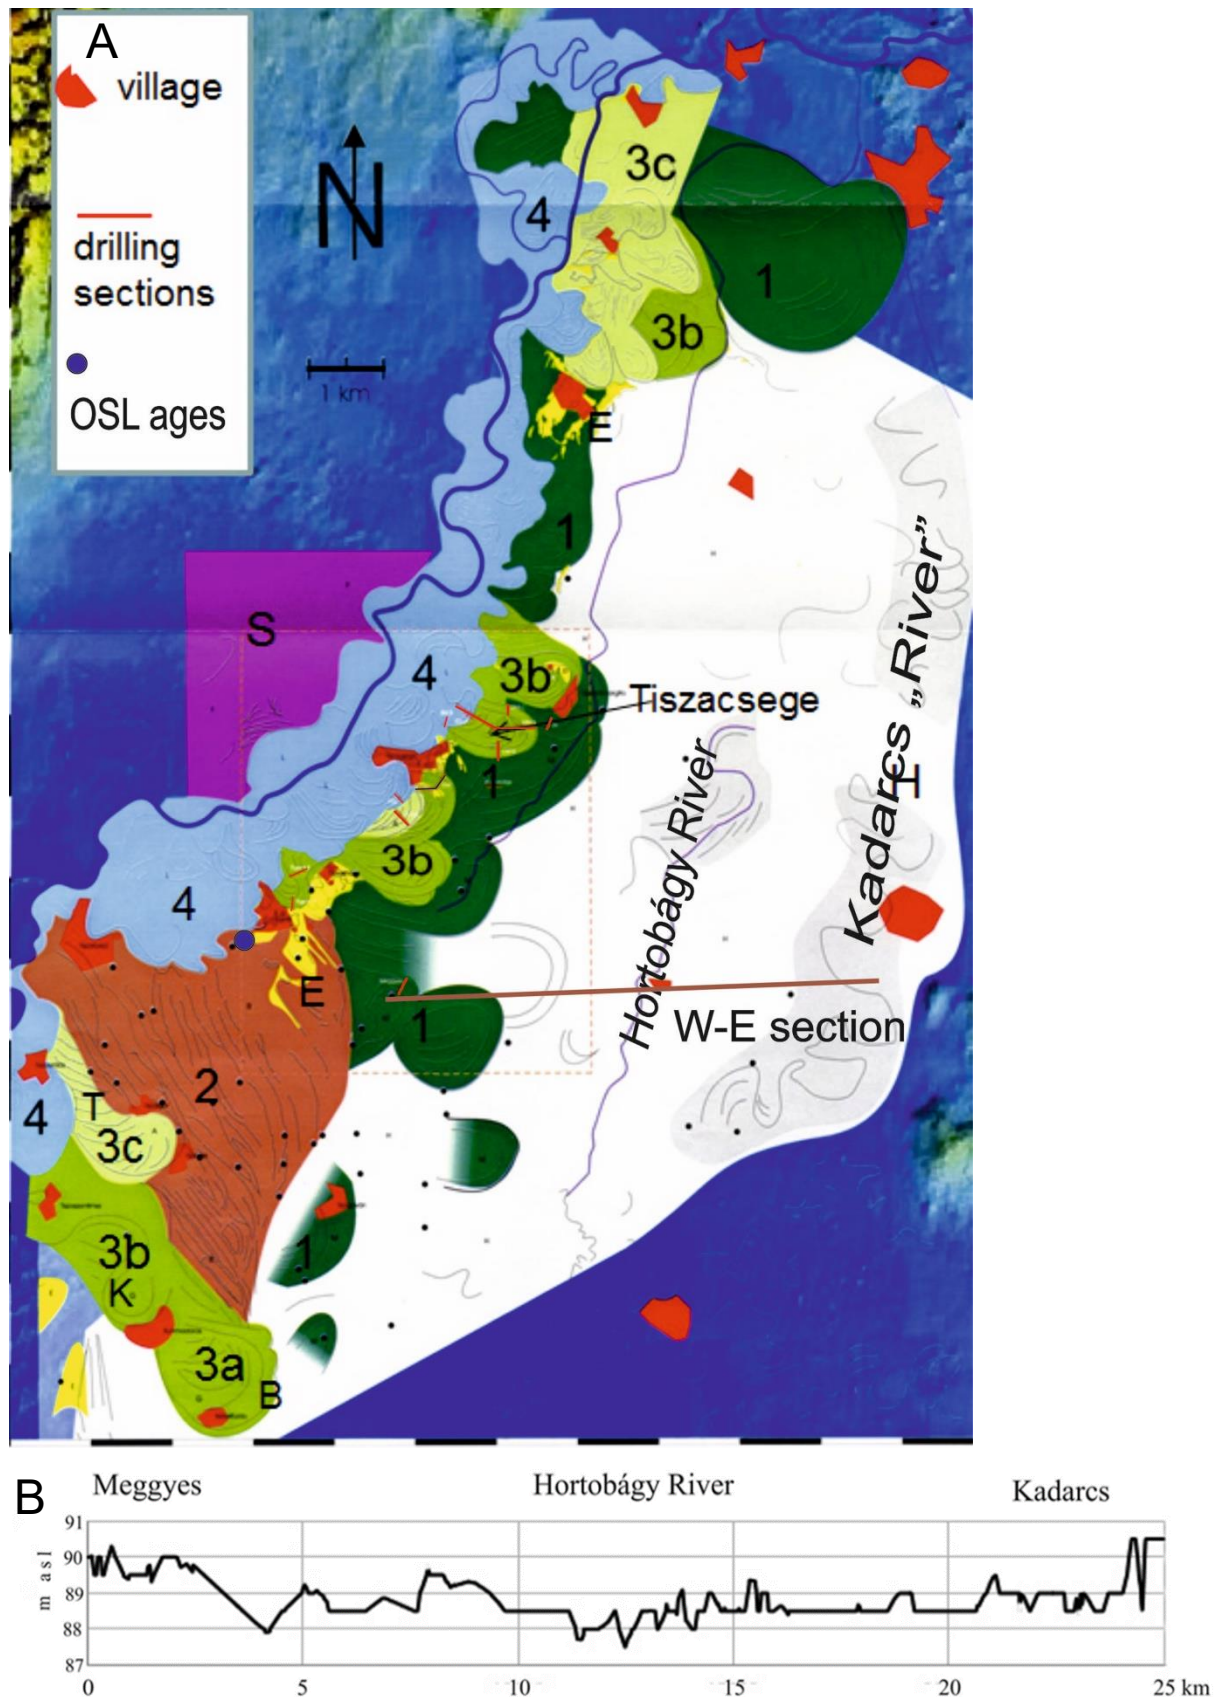 A
village
N
drilling
sections
1 km
OSL ages
3c
4
1
3b
E
1
S
4
3b
Tiszacsege
1
H
3b
4
Hortobágy River
Kadarcs „River”
E
1
W-E section
2
T
4
3c
3b
K
1
3a
B
B
Meggyes
Hortobágy River
Kadarcs
91
90
89
88
87
m asl
0
5
10
15
20
25 km